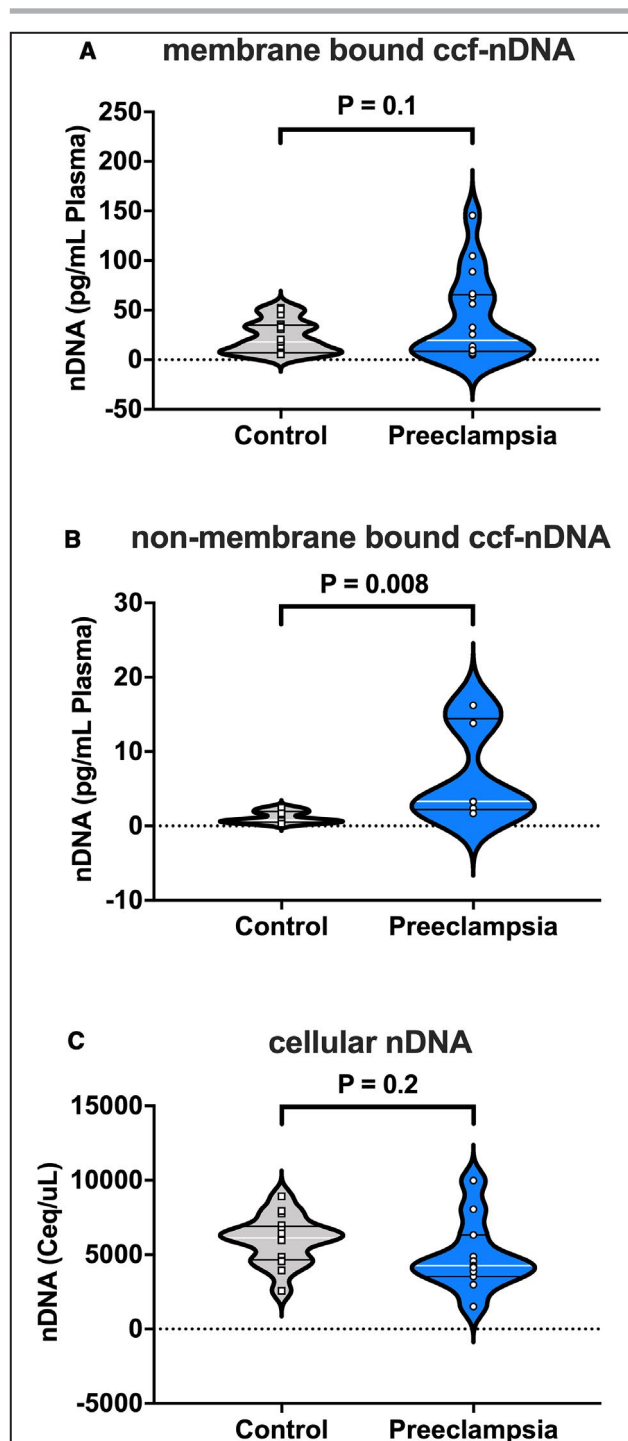 A membrane bound ccf-nDNA
P = 0.1
nDNA (pg/mL Plasma)
250
200
150
100
50
0
-50
Control Preeclampsia
B non-membrane bound ccf-nDNA
P = 0.008
nDNA (pg/mL Plasma)
30
20
10
0
-10
Control Preeclampsia
C cellular nDNA
P = 0.2
nDNA (Ceq/uL)
15000
10000
5000
0
-5000
Control Preeclampsia